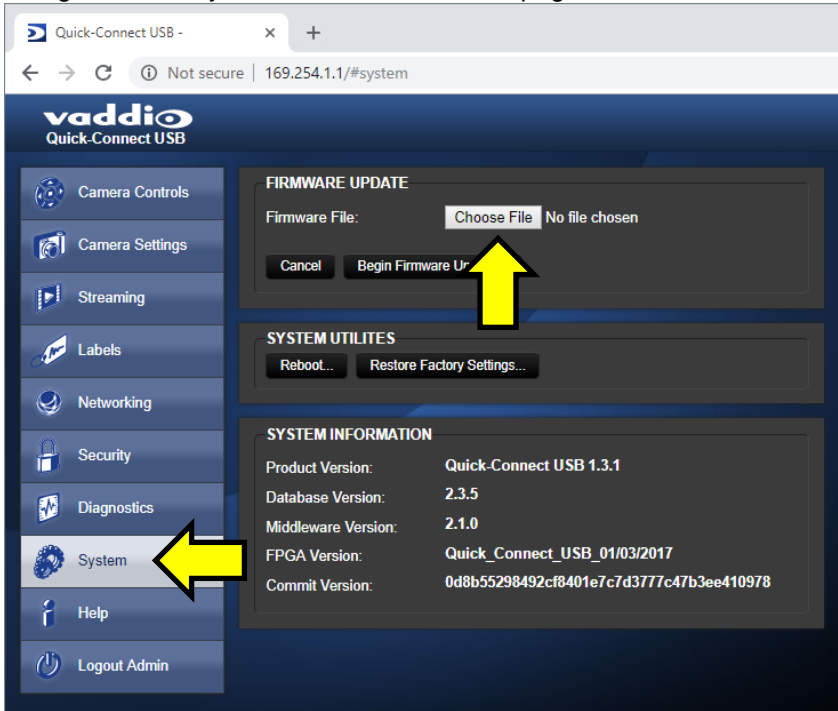 Quick-Connect USB - × +
Not secure | 169.254.1.1/#system
vaddio
Quick-Connect USB
Camera Controls
Camera Settings
Streaming
Labels
Networking
Security
Diagnostics
System
Help
Logout Admin
FIRMWARE UPDATE
Firmware File: Choose File No file chosen
Cancel Begin Firmware
SYSTEM UTILITES
Reboot... Restore Factory Settings...
SYSTEM INFORMATION
Product Version: Quick-Connect USB 1.3.1
Database Version: 2.3.5
Middleware Version: 2.1.0
FPGA Version: Quick_Connect_USB_01/03/2017
Commit Version: 0d8b55298492cf8401e7c7d3777c47b3ee410978